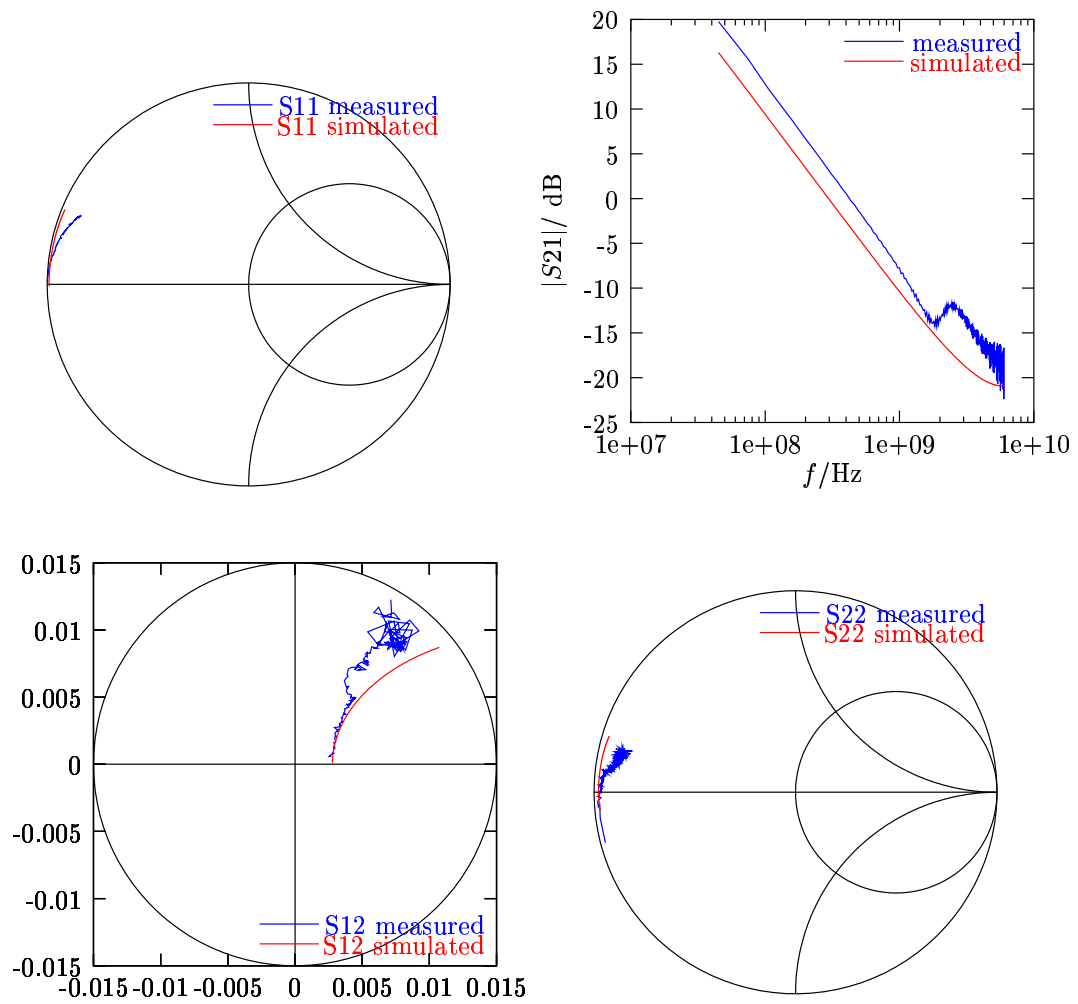 S11 measured
S11 simulated
20
15
10
5
0
-5
-10
-15
-20
-25
|S21|/ dB
measured
simulated
1e+07 1e+08 1e+09 1e+10
f/Hz
0.015
0.01
0.005
0
-0.005
-0.01
-0.015
S12 measured
S12 simulated
-0.015 -0.01 -0.005 0 0.005 0.01 0.015
S22 measured
S22 simulated